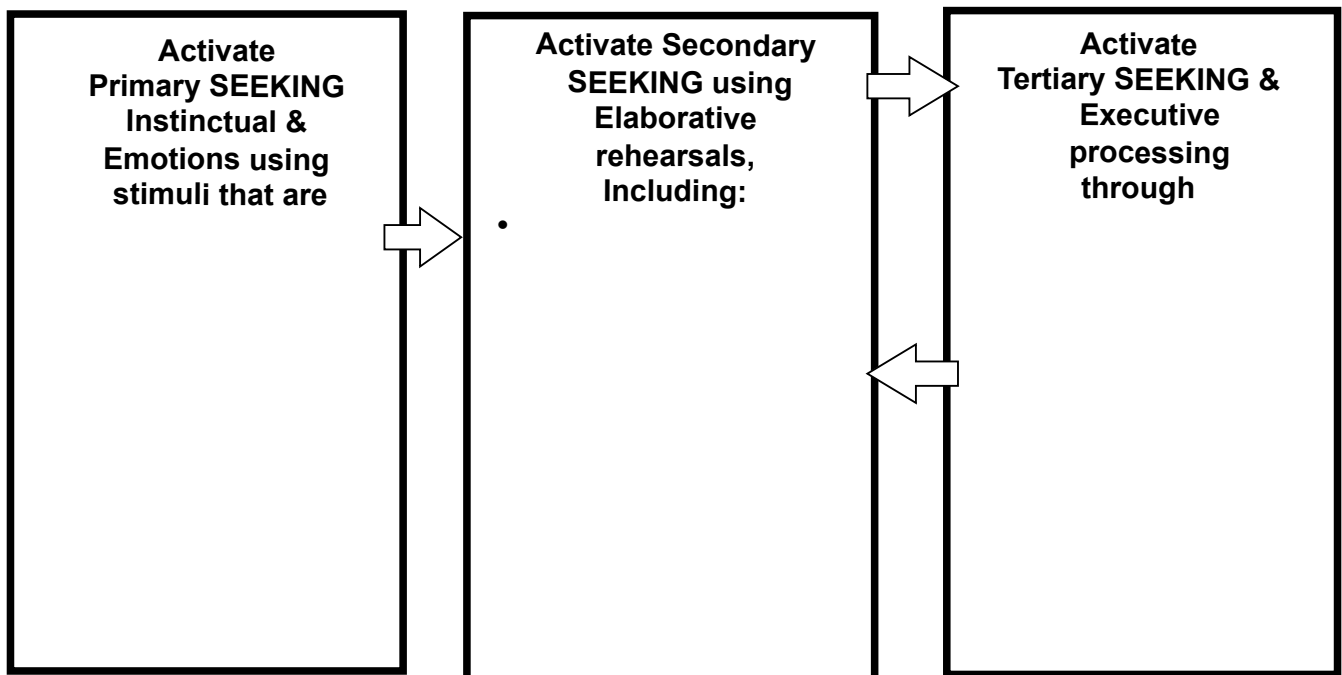 Activate
Primary SEEKING
Instinctual &
Emotions using
stimuli that are
Activate Secondary
SEEKING using
Elaborative
rehearsals,
Including:
•
Activate
Tertiary SEEKING &
Executive
processing
through